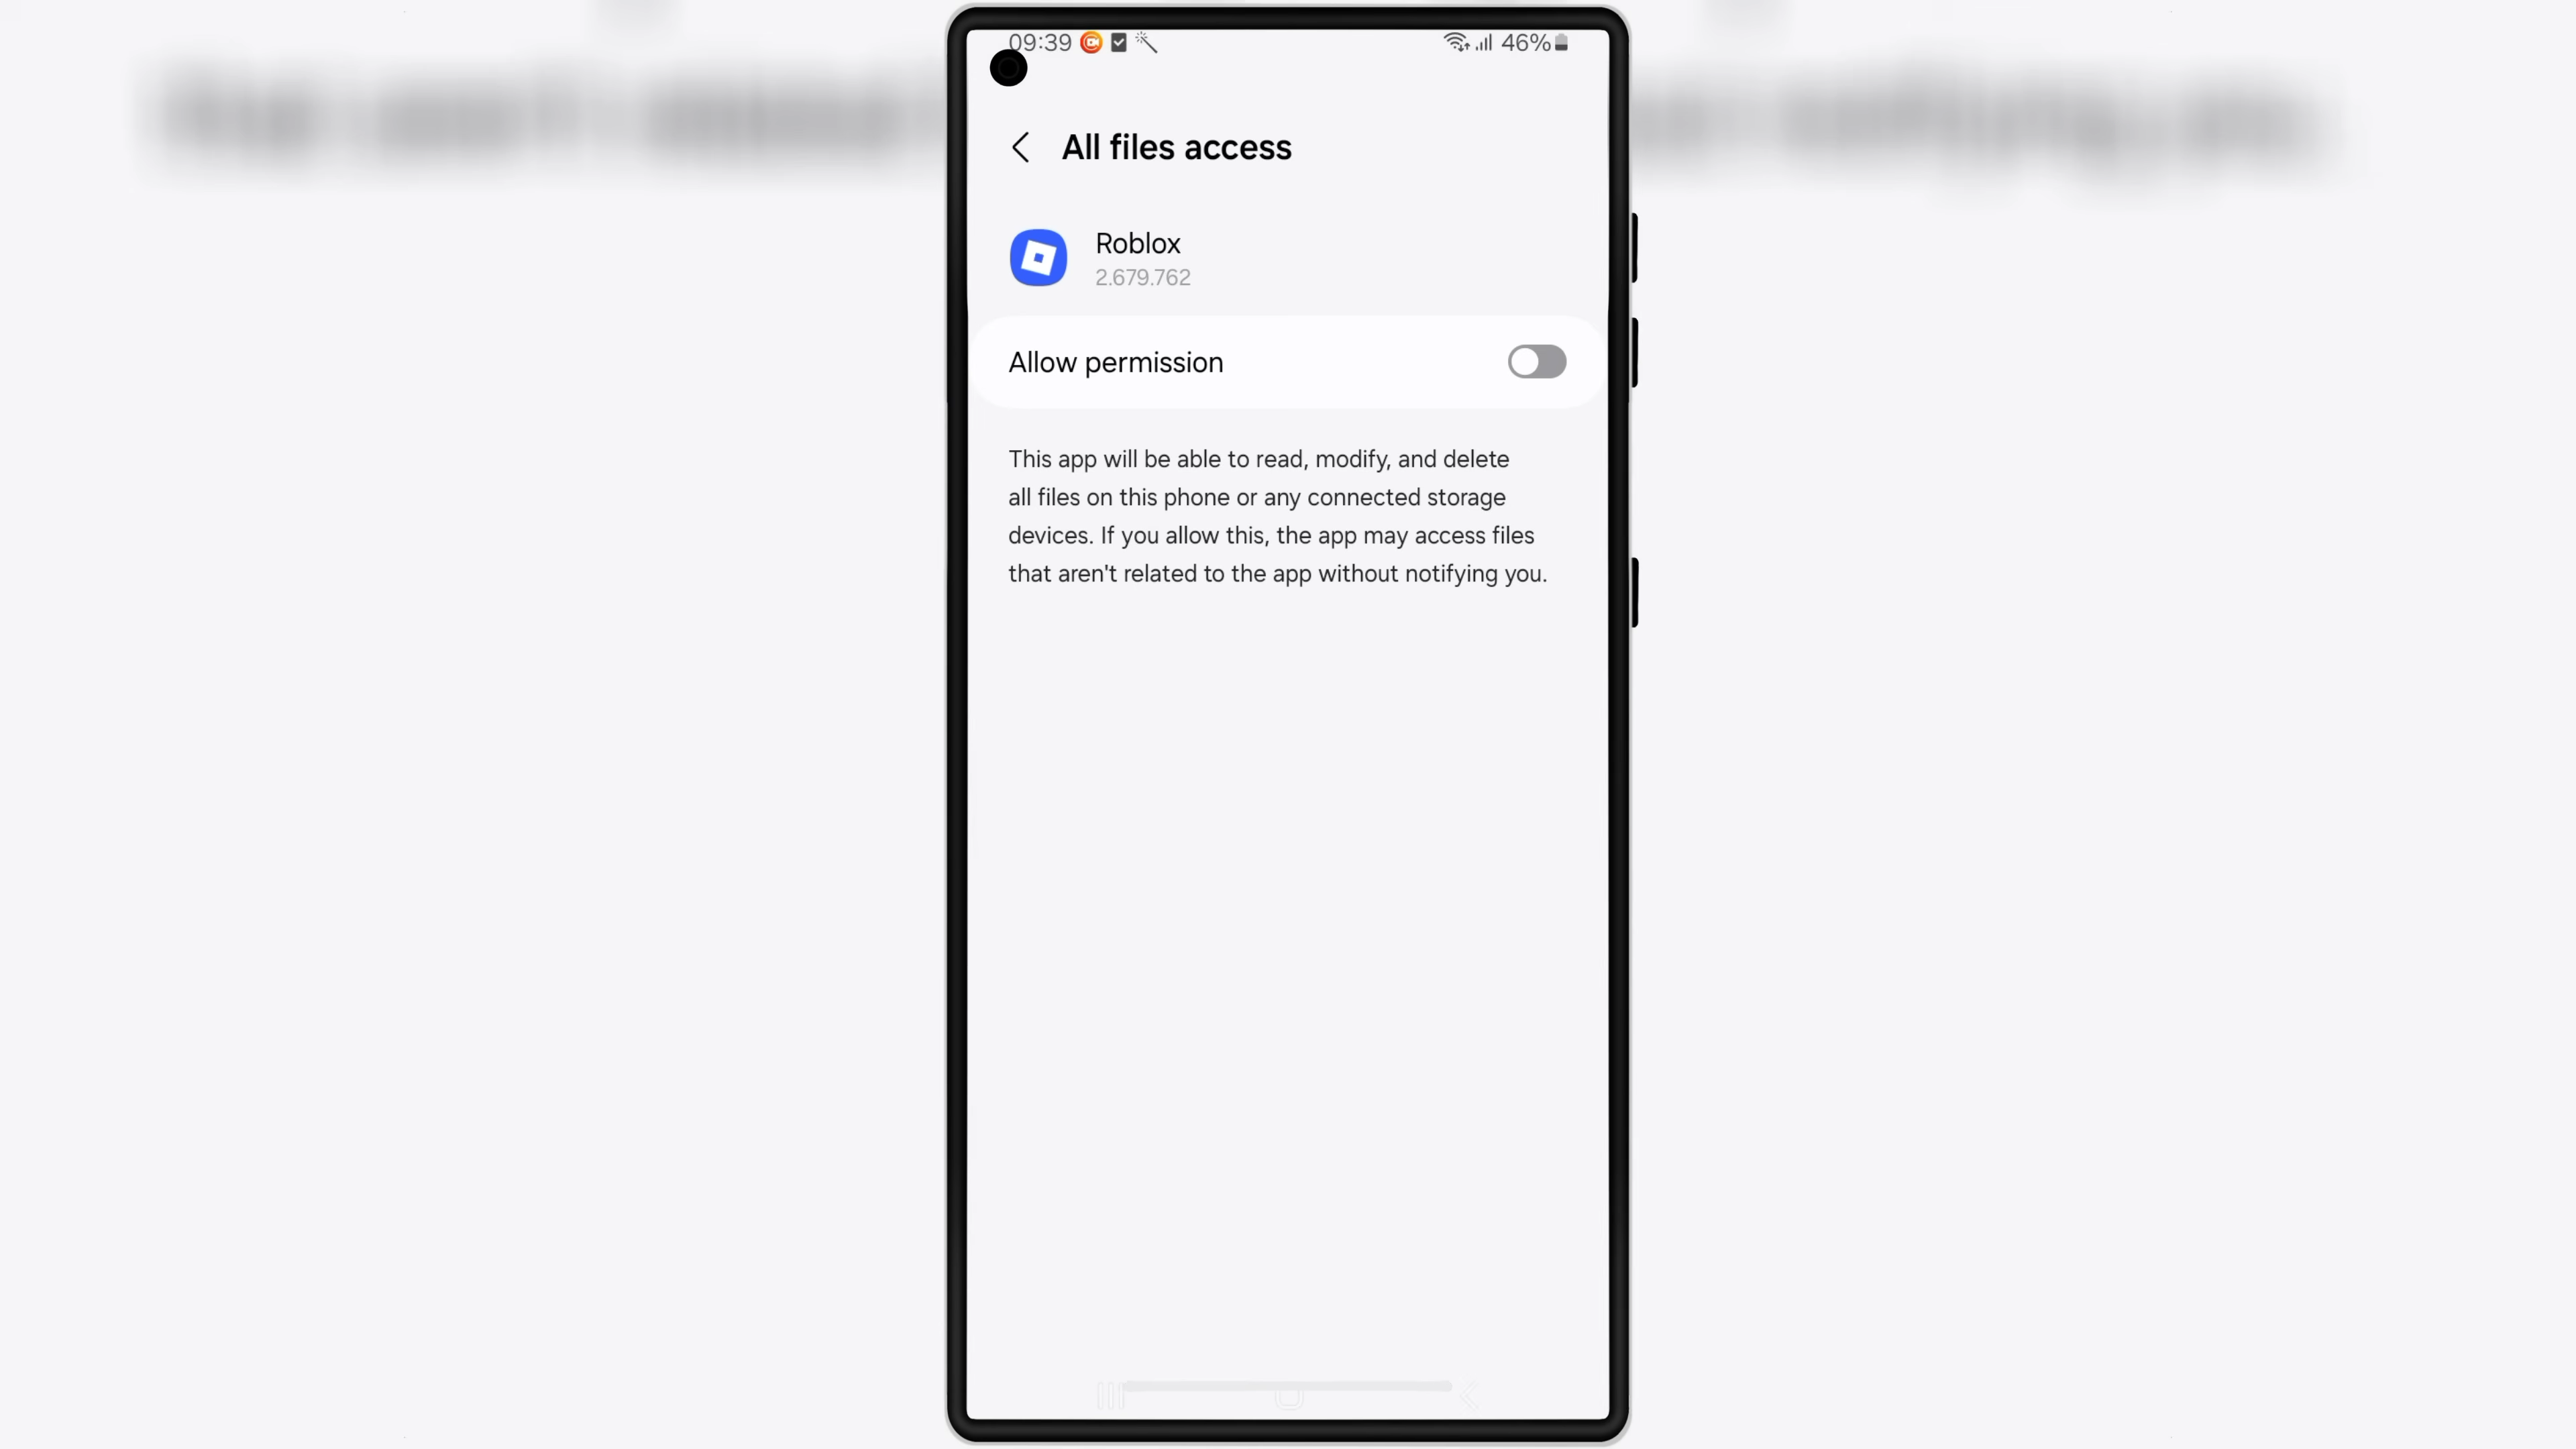 09:39
46%
All files access
Roblox
2.679.762
Allow permission
This app will be able to read, modify, and delete
all files on this phone or any connected storage
devices. If you allow this, the app may access files
that aren't related to the app without notifying you.